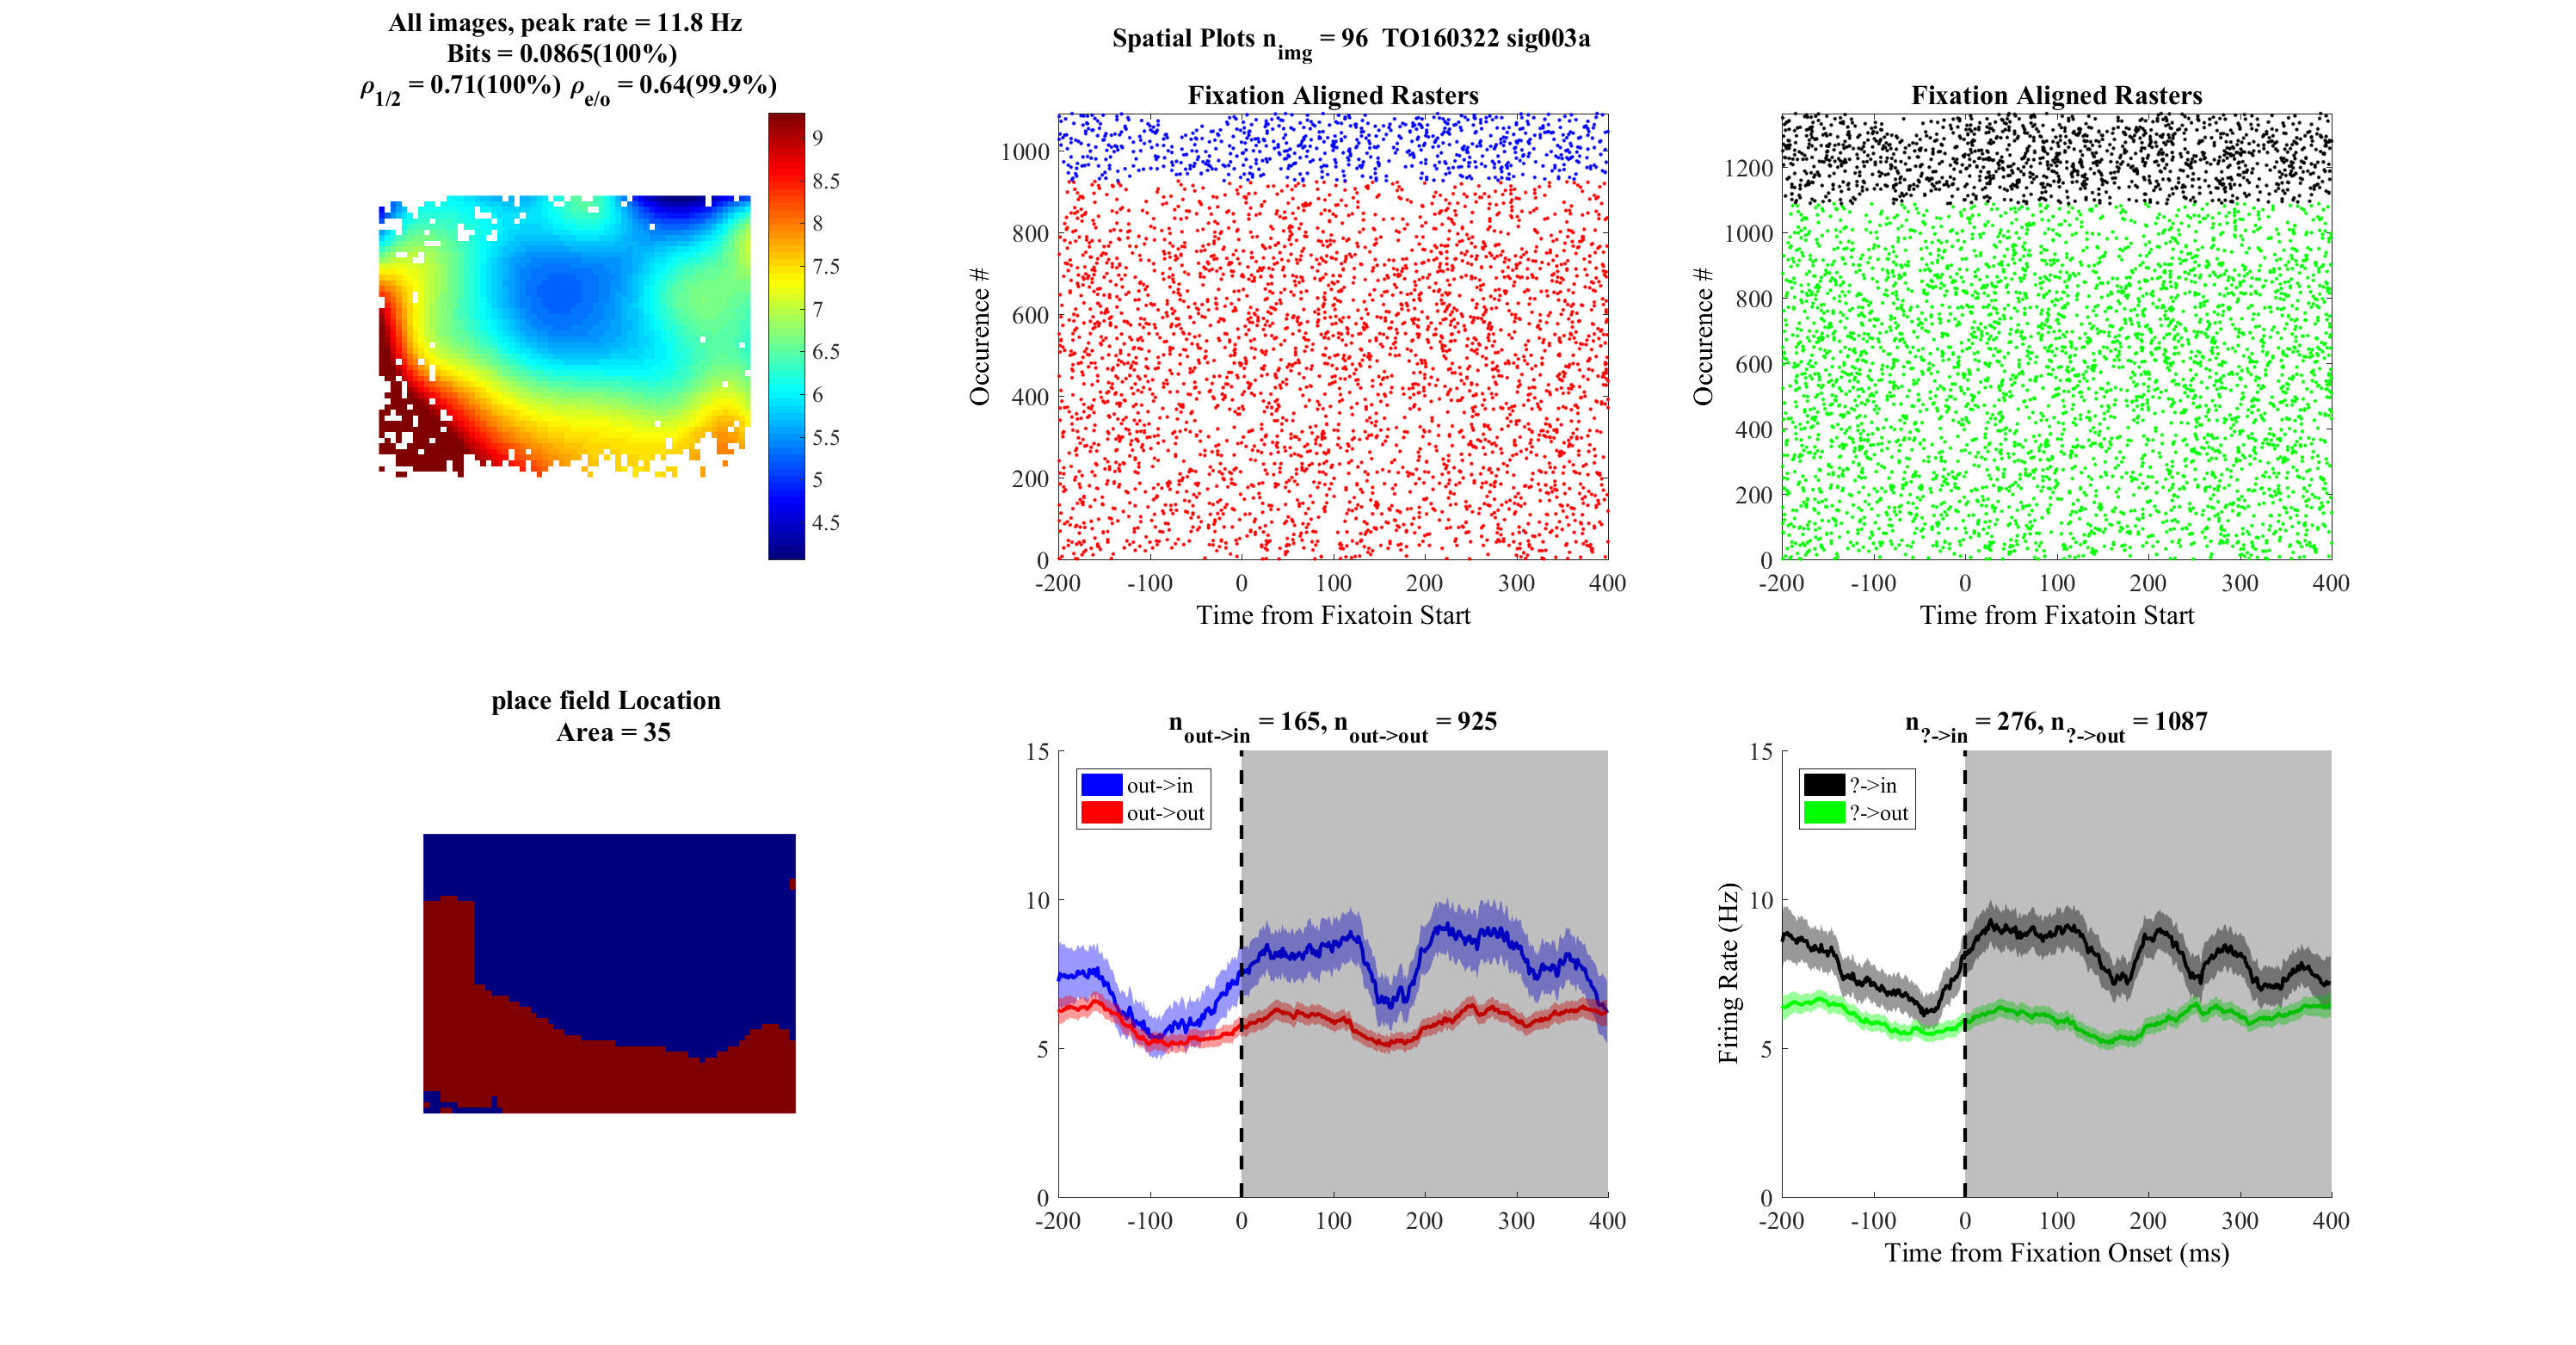 All images, peak rate = 11.8 Hz
Bits = 0.0865(100%)
ρ1/2 = 0.71(100%) ρe/o = 0.64(99.9%)
9
8.5
8
7.5
7
6.5
6
5.5
5
4.5
Spatial Plots nimg = 96 TO160322 sig003a
Fixation Aligned Rasters
Occurence #
1000
800
600
400
200
0
-200 -100 0 100 200 300 400
Time from Fixatoin Start
Fixation Aligned Rasters
Occurence #
1200
1000
800
600
400
200
0
-200 -100 0 100 200 300 400
Time from Fixatoin Start
place field Location
Area = 35
nout->in = 165, nout->out = 925
15
10
5
0
out->in
out->out
-200 -100 0 100 200 300 400
n?->in = 276, n?->out = 1087
Firing Rate (Hz)
15
10
5
0
?->in
?->out
-200 -100 0 100 200 300 400
Time from Fixation Onset (ms)